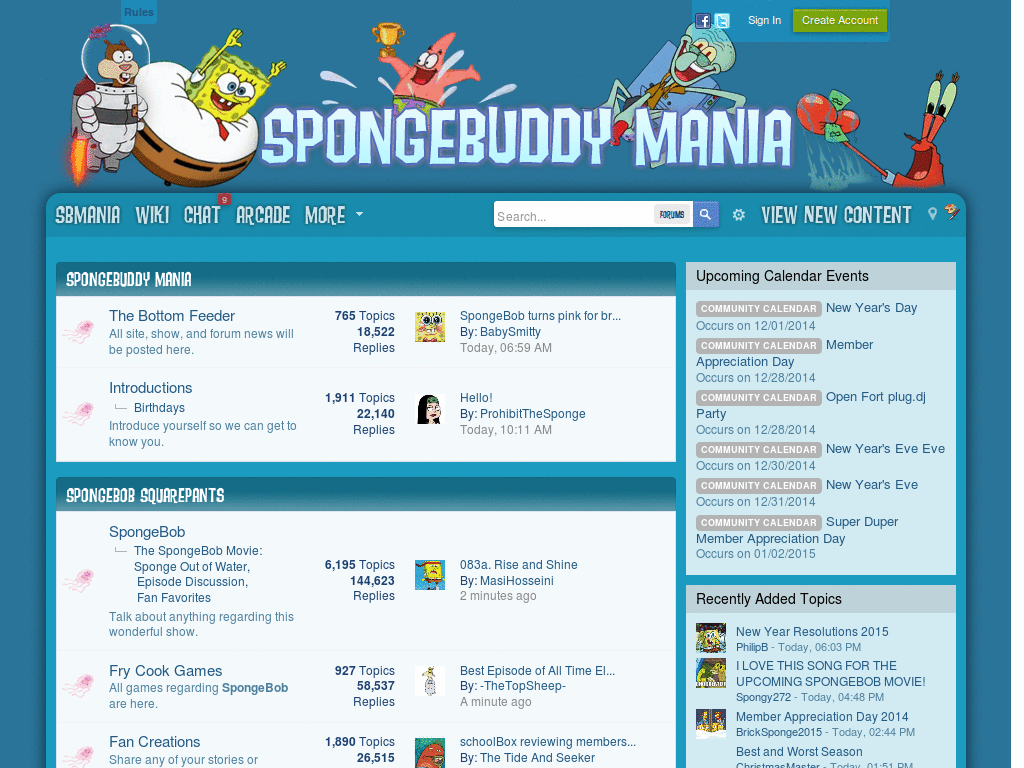 Rules
Sign In
Create Account
SPONGEBUDDY MANIA
SBMANIA WIKI CHAT 9 ARCADE MORE
Search...
FORUMS
VIEW NEW CONTENT
SPONGEBUDDY MANIA
The Bottom Feeder
All site, show, and forum news will
be posted here.
765 Topics
18,522
Replies
SpongeBob turns pink for br...
By: BabySmitty
Today, 06:59 AM
Introductions
Birthdays
Introduce yourself so we can get to
know you.
1,911 Topics
22,140
Replies
Hello!
By: ProhibitTheSponge
Today, 10:11 AM
SPONGEBOB SQUAREPANTS
SpongeBob
The SpongeBob Movie:
Sponge Out of Water,
Episode Discussion,
Fan Favorites
Talk about anything regarding this
wonderful show.
6,195 Topics
144,623
Replies
083a. Rise and Shine
By: MasiHosseini
2 minutes ago
Fry Cook Games
All games regarding SpongeBob
are here.
927 Topics
58,537
Replies
Best Episode of All Time El...
By: -TheTopSheep-
A minute ago
Fan Creations
Share any of your stories or
1,890 Topics
26,515
schoolBox reviewing members...
By: The Tide And Seeker
Upcoming Calendar Events
COMMUNITY CALENDAR New Year's Day
Occurs on 12/01/2014
COMMUNITY CALENDAR Member
Appreciation Day
Occurs on 12/28/2014
COMMUNITY CALENDAR Open Fort plug.dj
Party
Occurs on 12/28/2014
COMMUNITY CALENDAR New Year's Eve Eve
Occurs on 12/30/2014
COMMUNITY CALENDAR New Year's Eve
Occurs on 12/31/2014
COMMUNITY CALENDAR Super Duper
Member Appreciation Day
Occurs on 01/02/2015
Recently Added Topics
New Year Resolutions 2015
PhilipB - Today, 06:03 PM
I LOVE THIS SONG FOR THE
UPCOMING SPONGEBOB MOVIE!
Spongy272 - Today, 04:48 PM
Member Appreciation Day 2014
BrickSponge2015 - Today, 02:44 PM
Best and Worst Season
ChristmasMaster - Today, 01:51 PM